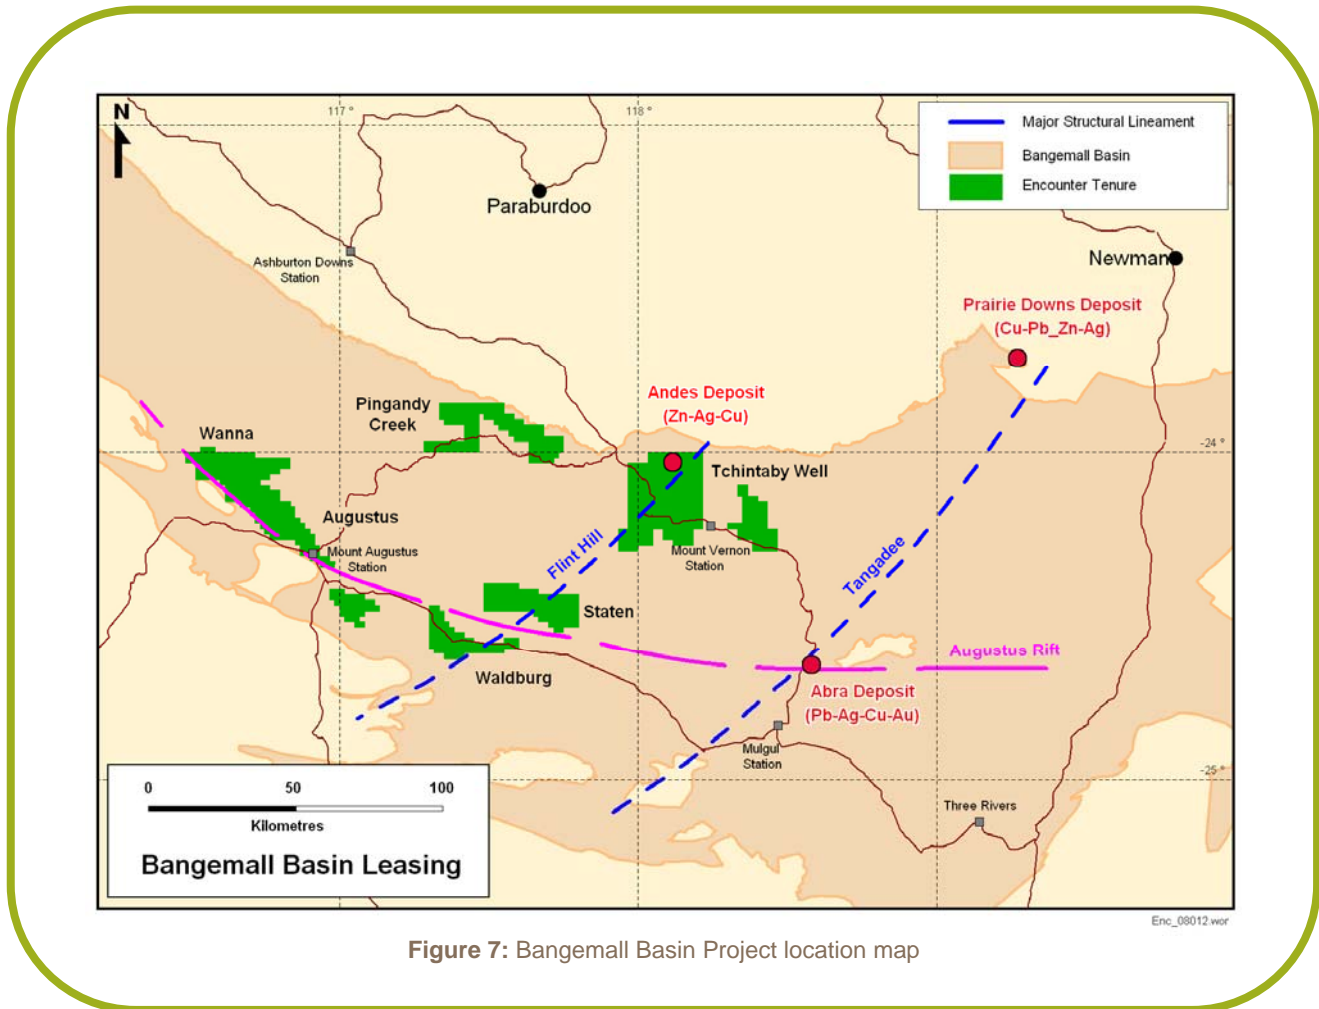 N
117 °
118 °
Major Structural Lineament
Bangemall Basin
Encounter Tenure
Paraburdoo
Ashburton Downs
Station
Newman
Prairie Downs Deposit
(Cu-Pb_Zn-Ag)
Andes Deposit
(Zn-Ag-Cu)
Pingandy
Creek
Wanna
-24 °
Tchintaby Well
Augustus
Mount Augustus
Station
Flint Hill
Mount Vernon
Station
Tangadee
Staten
Augustus Rift
Waldburg
Abra Deposit
(Pb-Ag-Cu-Au)
Mulgul
Station
-25 °
0 50 100
Kilometres
Three Rivers
Bangemall Basin Leasing
Enc_08012.wor
Figure 7: Bangemall Basin Project location map